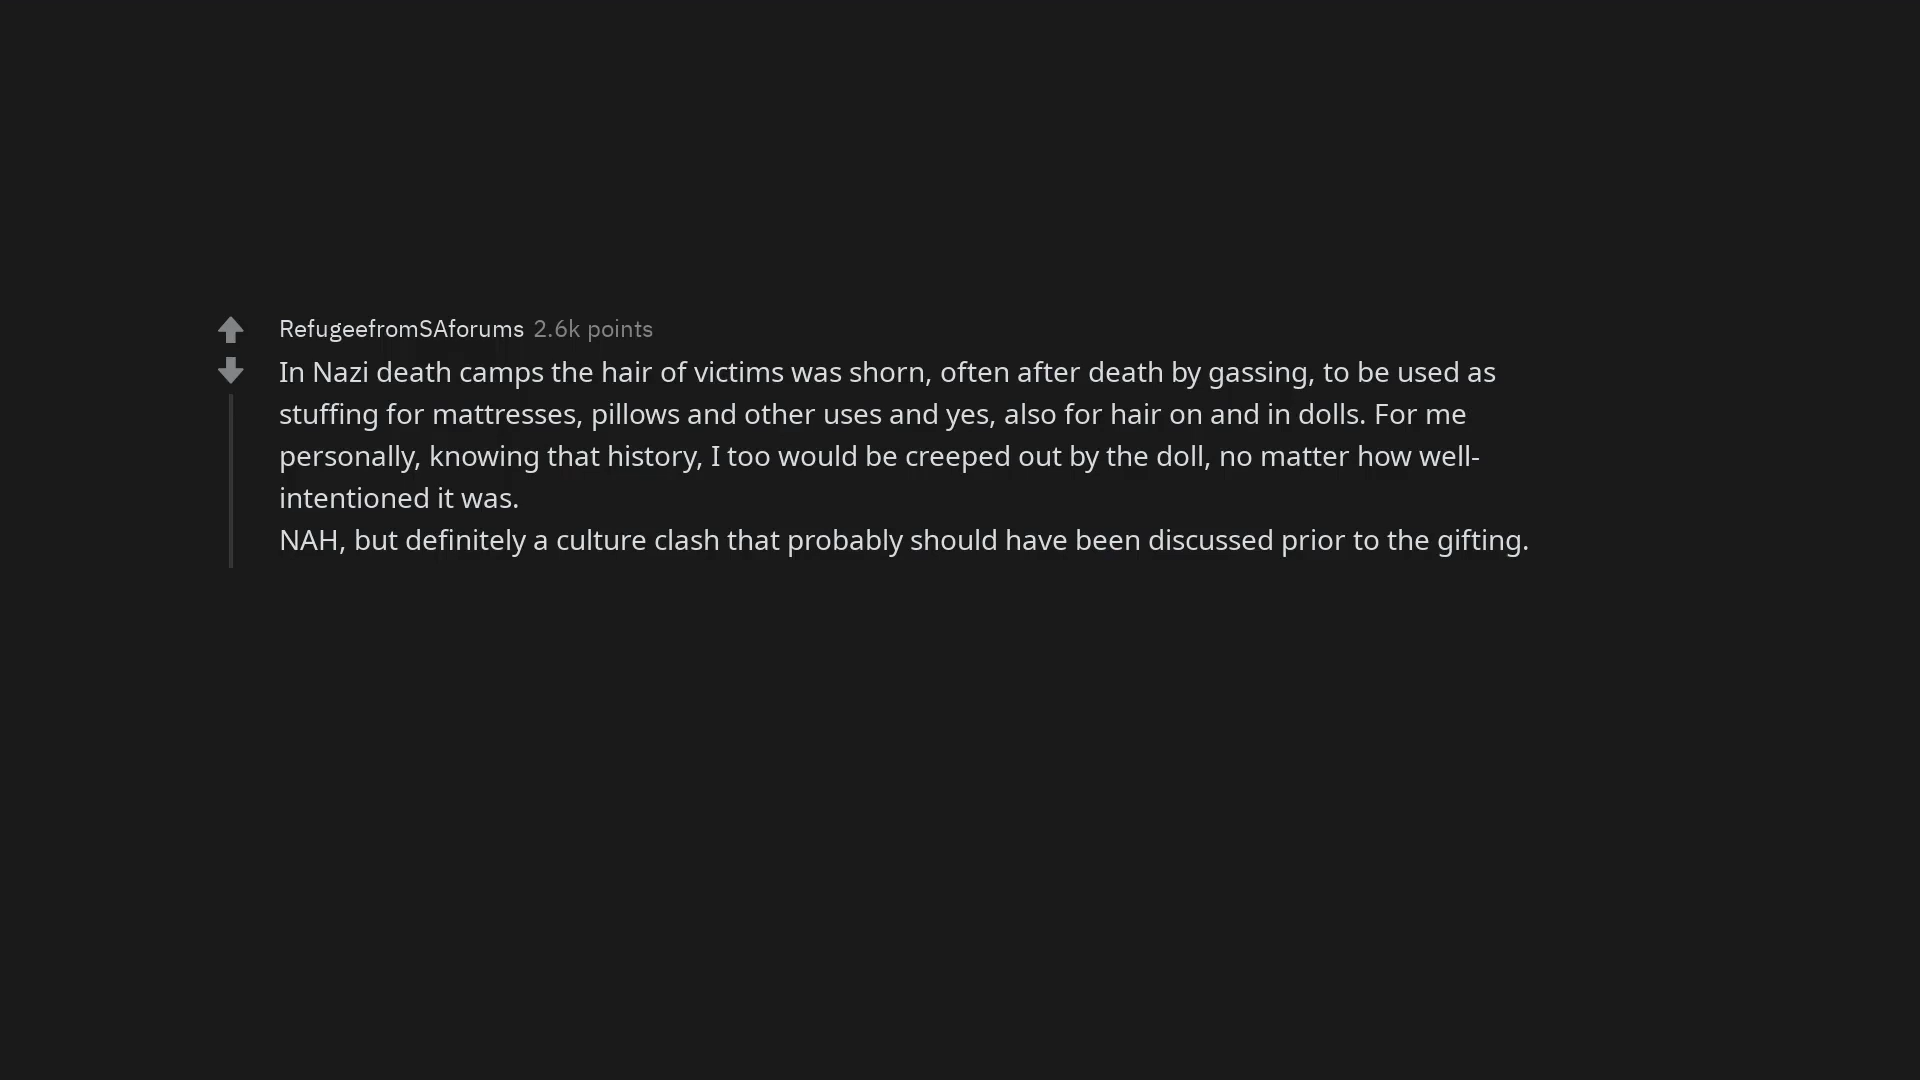 RefugeefromSAforums 2.6k points
In Nazi death camps the hair of victims was shorn, often after death by gassing, to be used as
stuffing for mattresses, pillows and other uses and yes, also for hair on and in dolls. For me
personally, knowing that history, I too would be creeped out by the doll, no matter how well-
intentioned it was.
NAH, but definitely a culture clash that probably should have been discussed prior to the gifting.